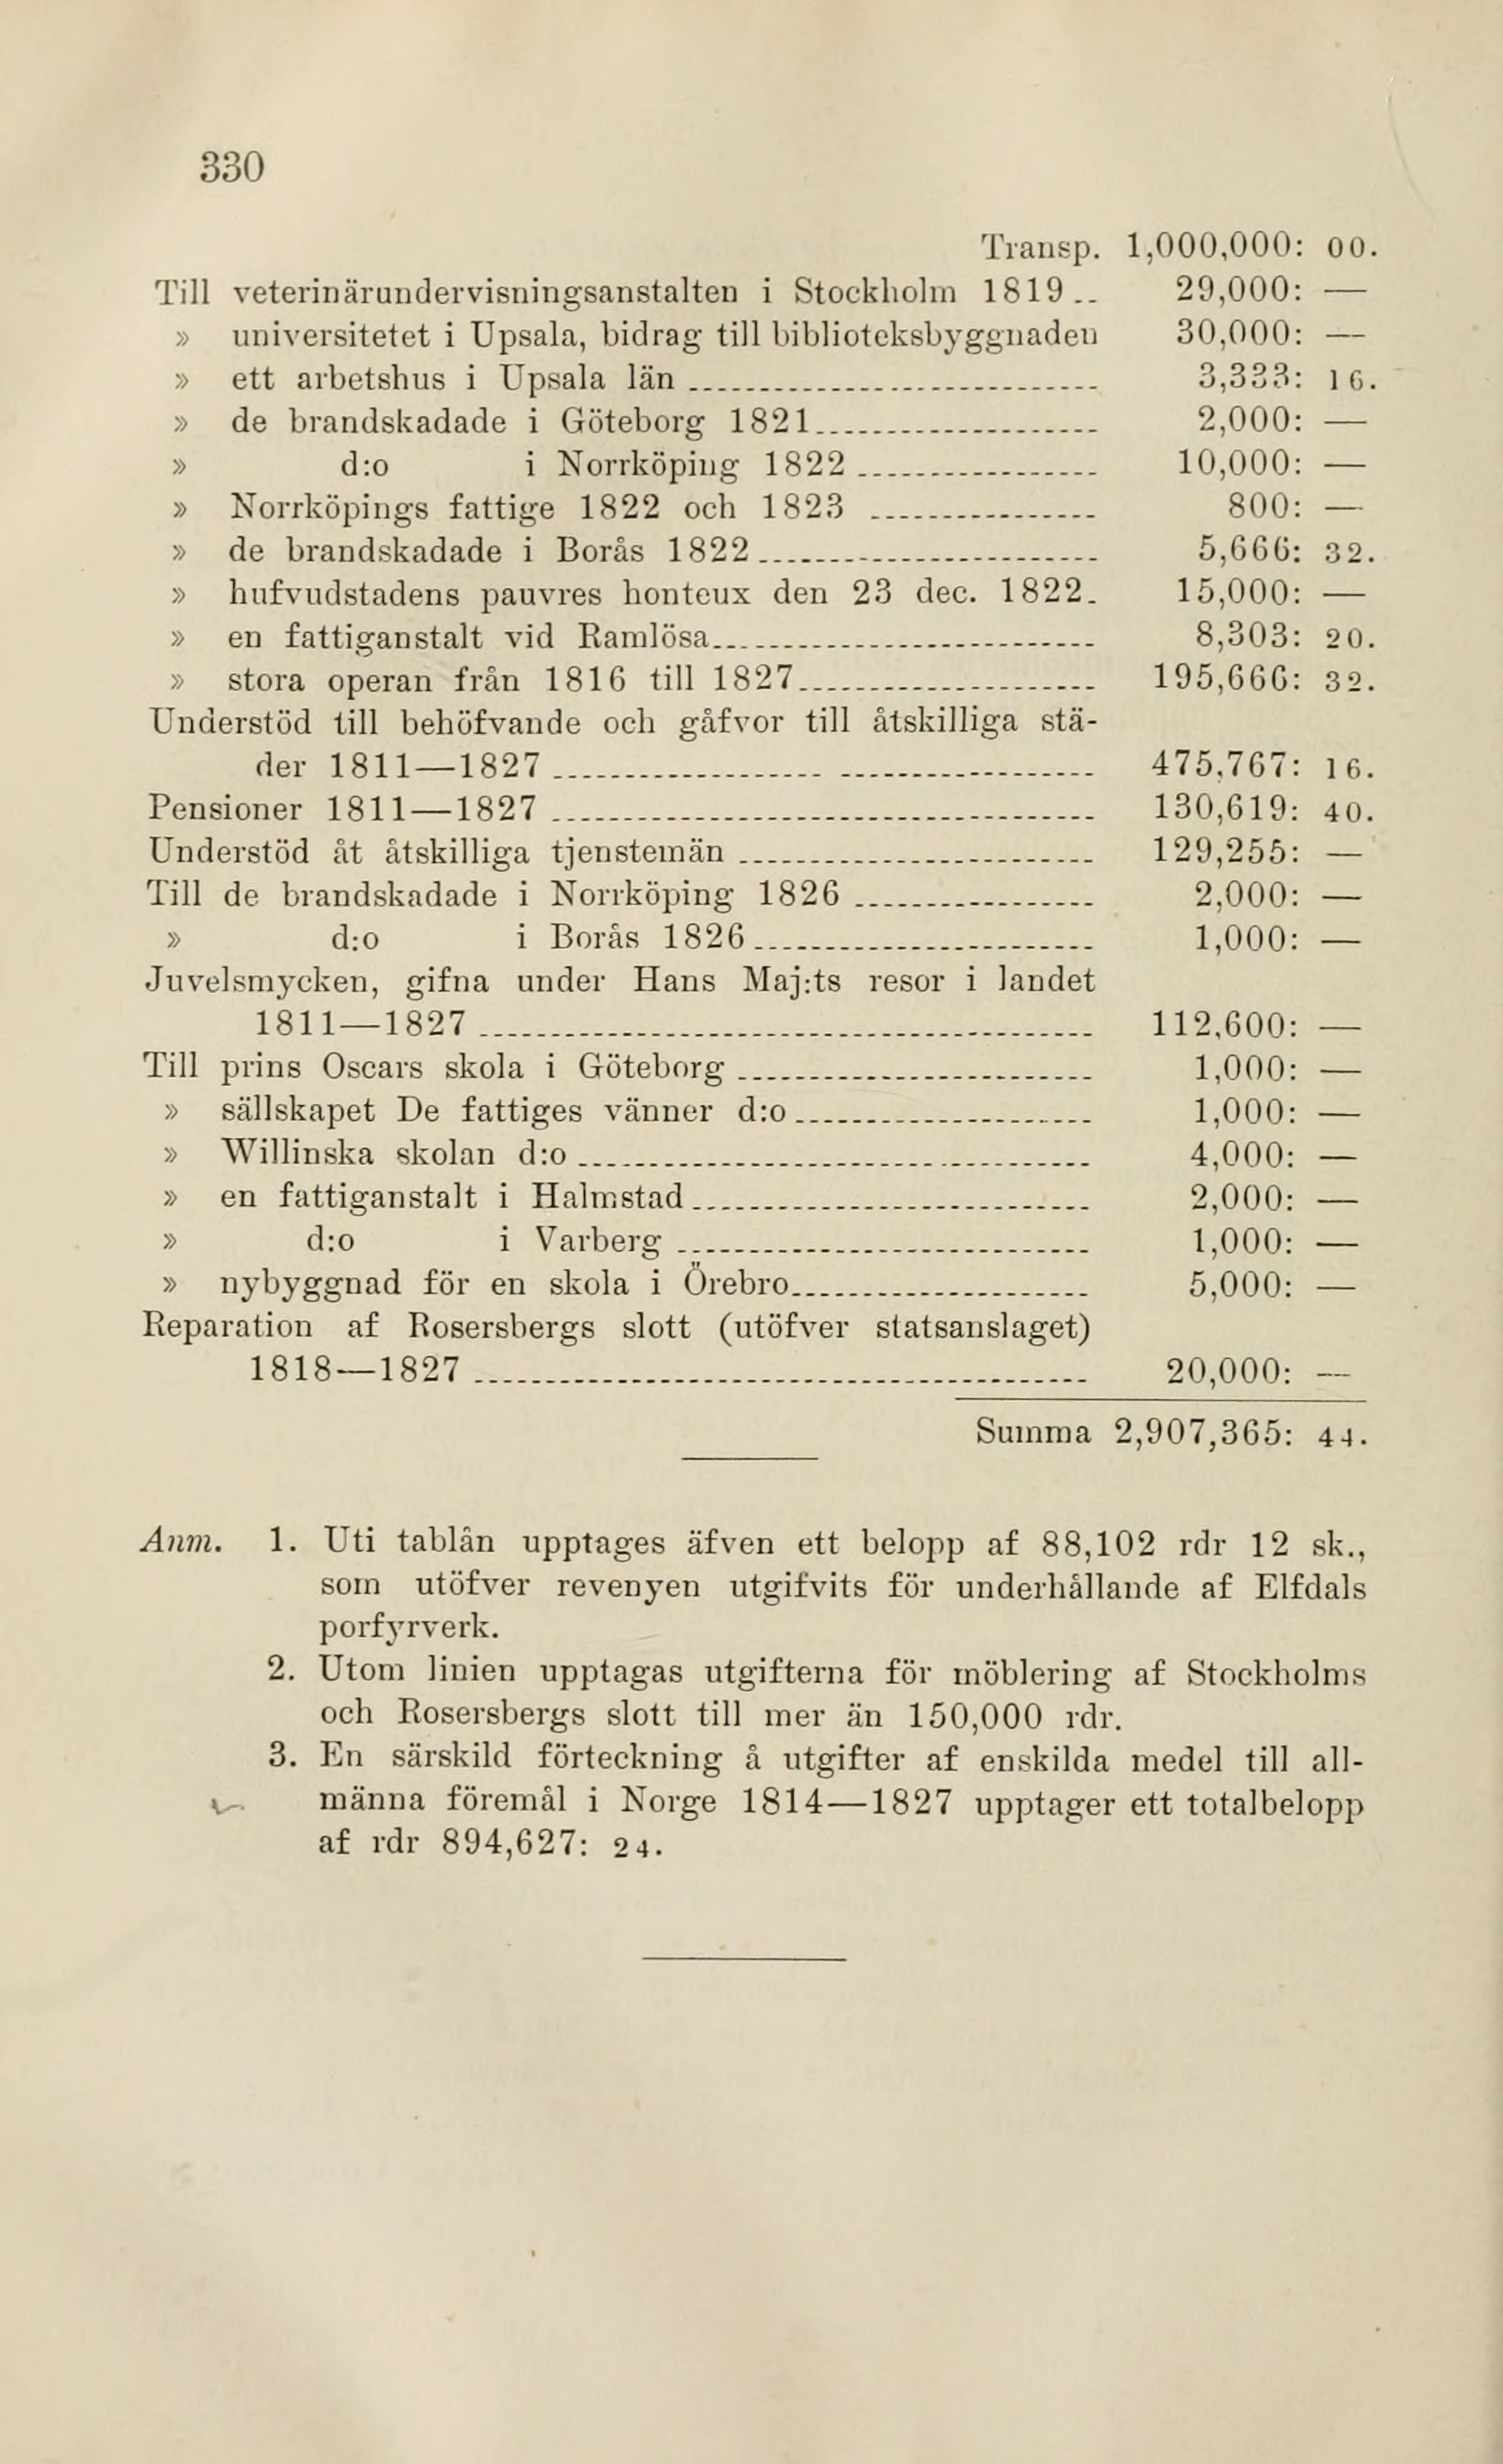 330
Transp. 1,000,000: 00.
Till veterinärundervisningsanstalten i Stockholm 1819 .. 29,000: —
» universitetet i Upsala, bidrag till biblioteksbyggnaden 30,000: —
» ett arbetshus i Upsala län 3,333: 16.
» de brandskadade i Göteborg 1821 2,000: —
» d:o i Norrköping 1822 10,000: —
» Norrköpings fattige 1822 och 1823 800: —
» de brandskadade i Borås 1822 5,666: 32.
» hufvudstadens pauvres honteux den 23 dec. 1822. 15,000: —
» en fattiganstalt vid Ramlösa 8,303: 20.
» stora operan från 1816 till 1827 195,666: 32.
Understöd till behöfvande och gåfvor till åtskilliga stä-
der 1811—1827 475,767: 16.
Pensioner 1811—1827 130,619: 40.
Understöd åt åtskilliga tjenstemän 129,255: —
Till de brandskadade i Norrköping 1826 2,000: —
» d:o i Borås 1826 1,000: —
Juvelsmycken, gifna under Hans Maj:ts resor i landet
1811—1827 112,600: —
Till prins Oscars skola i Göteborg 1,000: —
» sällskapet De fattiges vänner d:o 1,000: —
» Willinska skolan d:o 4,000: —
» en fattiganstalt i Halmstad 2,000: —
» d:o i Varberg 1,000: —
» nybyggnad för en skola i Örebro 5,000: —
Reparation af Rosersbergs slott (utöfver statsanslaget)
1818—1827 20,000: —
Summa 2,907,365: 44.
Anm. 1. Uti tablån upptages äfven ett belopp af 88,102 rdr 12 sk.,
som utöfver revenyen utgifvits för underhållande af Elfdals
porfyrverk.
2. Utom linien upptagas utgifterna för möblering af Stockholms
och Rosersbergs slott till mer än 150,000 rdr.
3. En särskild förteckning å utgifter af enskilda medel till all-
männa föremål i Norge 1814—1827 upptager ett totalbelopp
af rdr 894,627: 24.